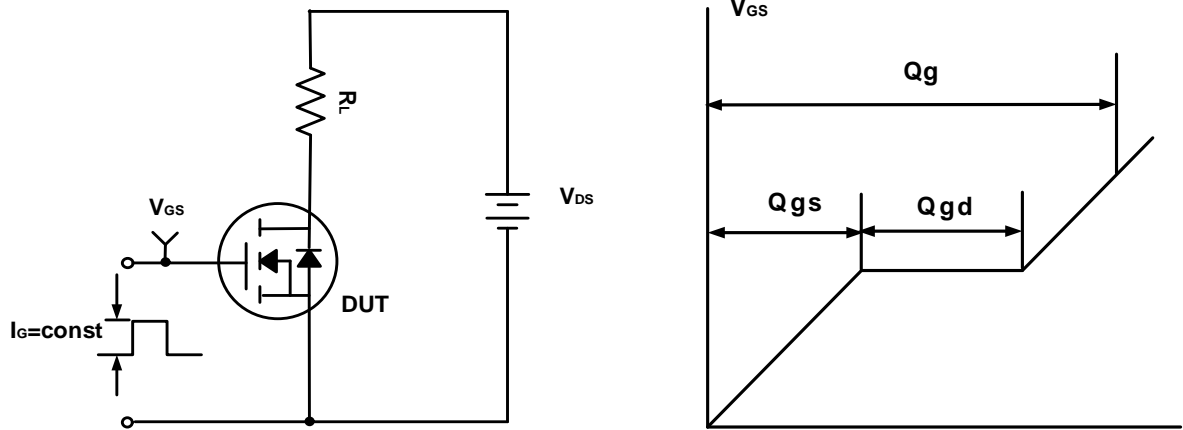 RL
VGS
VDS
DUT
IG=const
VGS
Qg
Qgs
Qgd